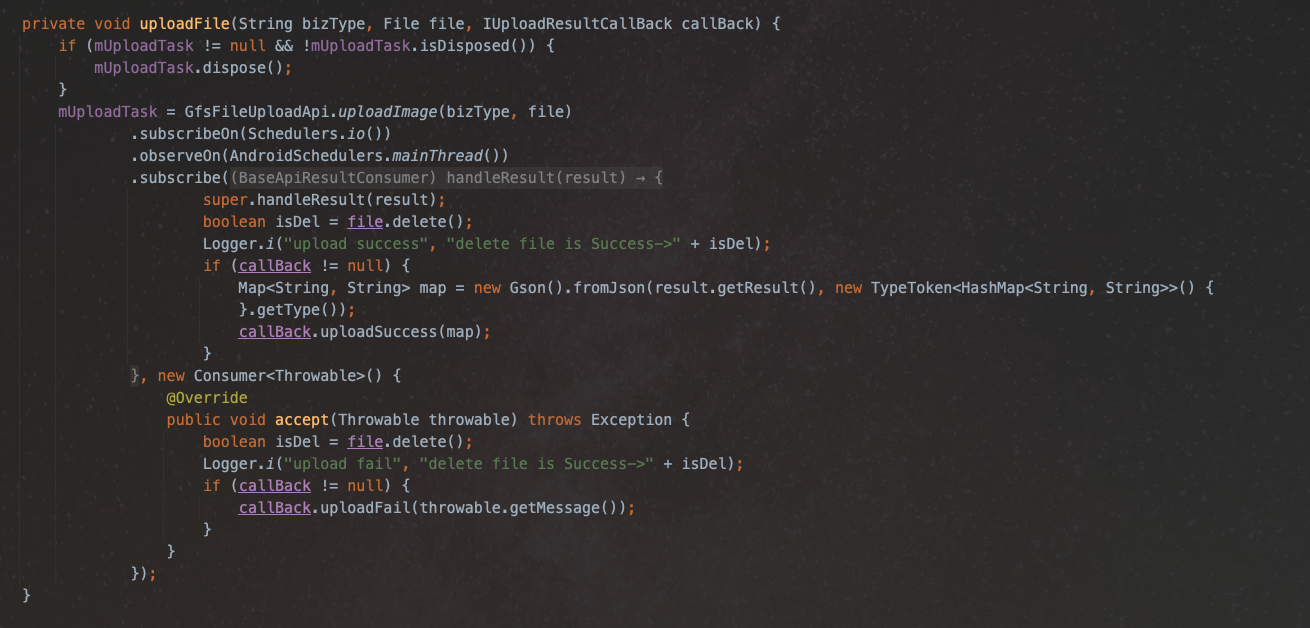 private void uploadFile(String bizType, File file, IUploadResultCallBack callBack) {
    if (mUploadTask != null && !mUploadTask.isDisposed()) {
        mUploadTask.dispose();
    }
    mUploadTask = GfsFileUploadApi.uploadImage(bizType, file)
            .subscribeOn(Schedulers.io())
            .observeOn(AndroidSchedulers.mainThread())
            .subscribe((BaseApiResultConsumer) handleResult(result) → {
                    super.handleResult(result);
                    boolean isDel = file.delete();
                    Logger.i("upload success", "delete file is Success->" + isDel);
                    if (callBack != null) {
                        Map<String, String> map = new Gson().fromJson(result.getResult(), new TypeToken<HashMap<String, String>>() {
                        }.getType());
                        callBack.uploadSuccess(map);
                    }
            }, new Consumer<Throwable>() {
                @Override
                public void accept(Throwable throwable) throws Exception {
                    boolean isDel = file.delete();
                    Logger.i("upload fail", "delete file is Success->" + isDel);
                    if (callBack != null) {
                        callBack.uploadFail(throwable.getMessage());
                    }
                }
            });
}